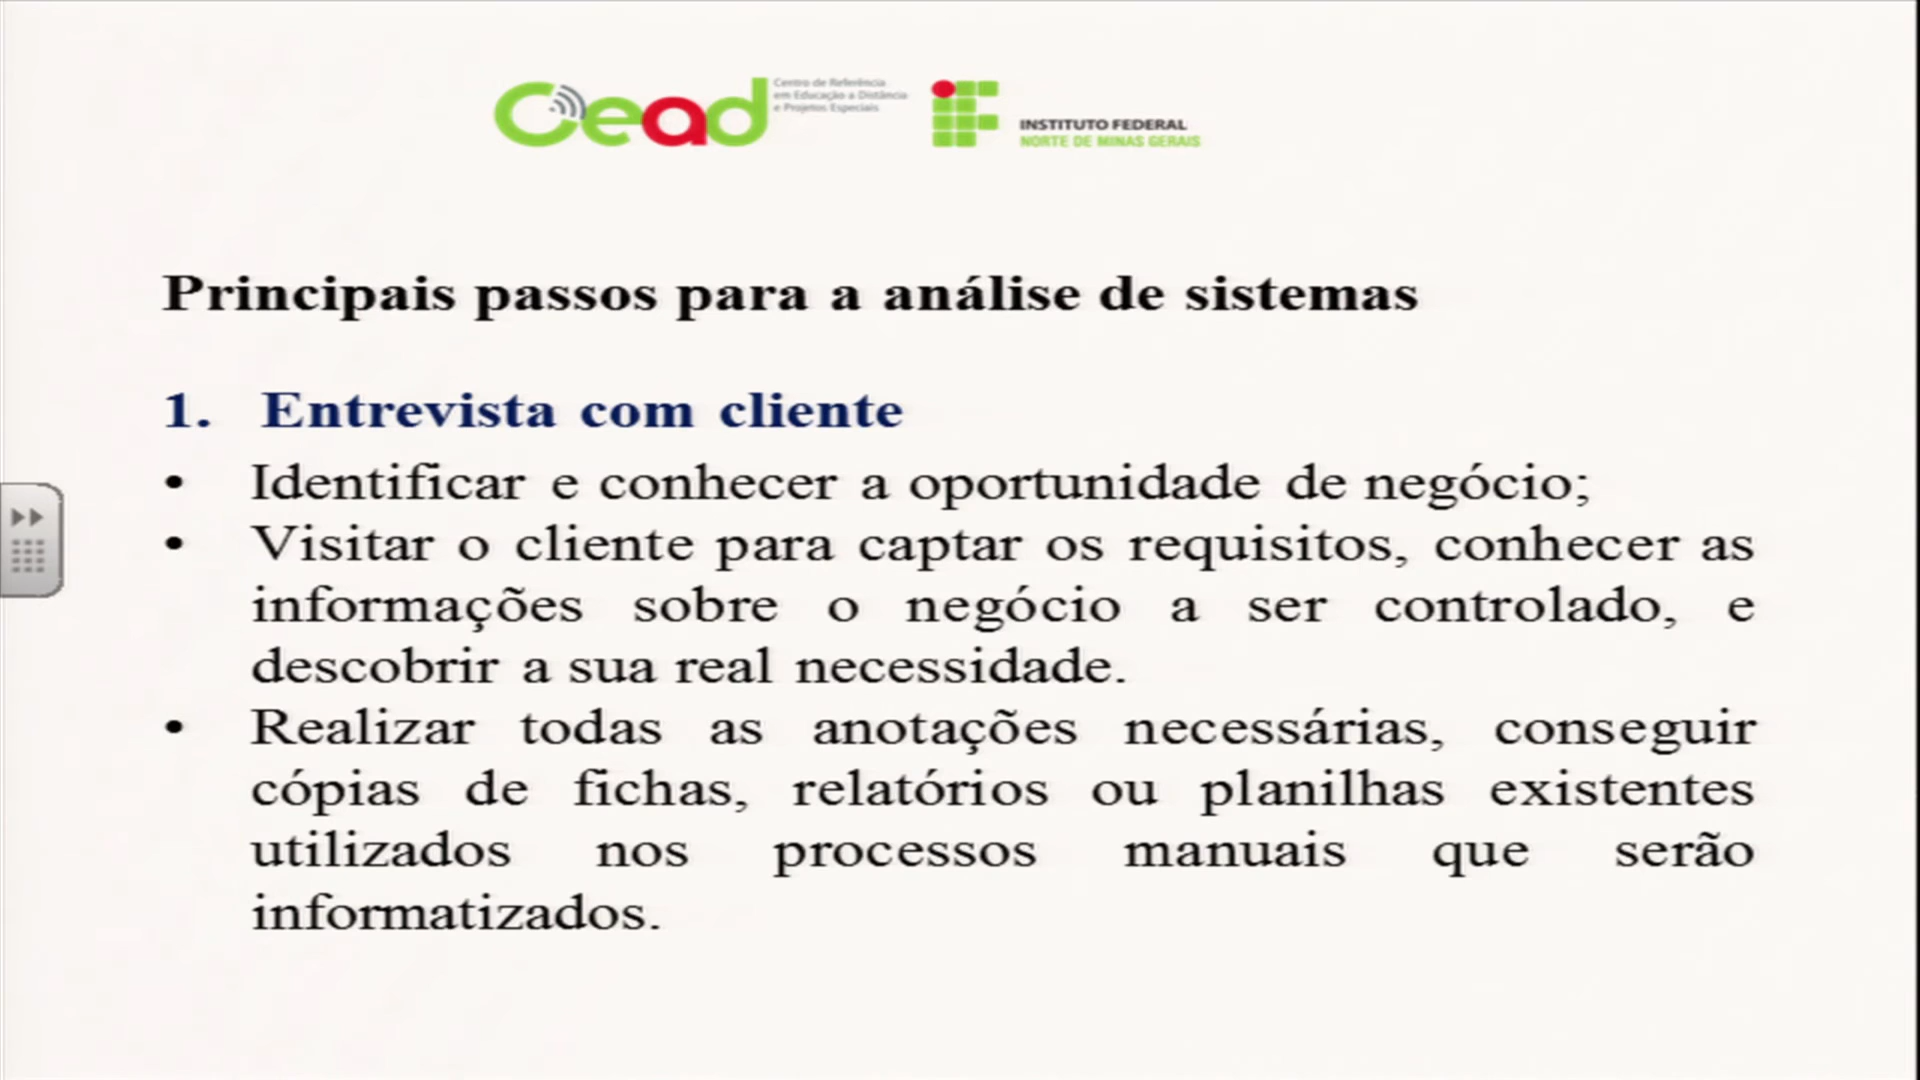 Cead
Centro de Referência
em Educação a Distância
e Projetos Especiais
INSTITUTO FEDERAL
NORTE DE MINAS GERAIS
Principais passos para a análise de sistemas
1. Entrevista com cliente
• Identificar e conhecer a oportunidade de negócio;
• Visitar o cliente para captar os requisitos, conhecer as
informações sobre o negócio a ser controlado, e
descobrir a sua real necessidade.
• Realizar todas as anotações necessárias, conseguir
cópias de fichas, relatórios ou planilhas existentes
utilizados nos processos manuais que serão
informatizados.